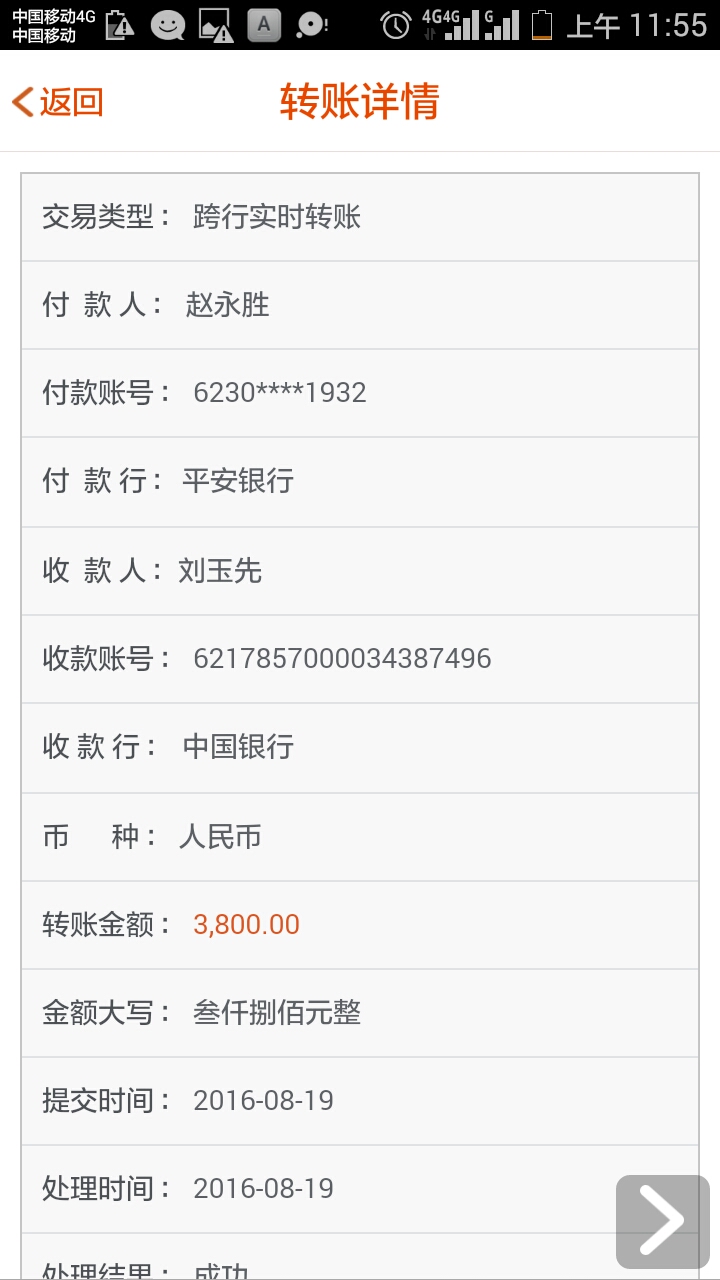 中国移动4G
中国移动
A
4G4G
G
上午 11:55
返回
转账详情
交易类型： 跨行实时转账
付 款 人： 赵永胜
付款账号： 6230****1932
付 款 行： 平安银行
收 款 人： 刘玉先
收款账号： 6217857000034387496
收 款 行： 中国银行
币 种： 人民币
转账金额： 3,800.00
金额大写： 叁仟捌佰元整
提交时间： 2016-08-19
处理时间： 2016-08-19
处理结果： 成功